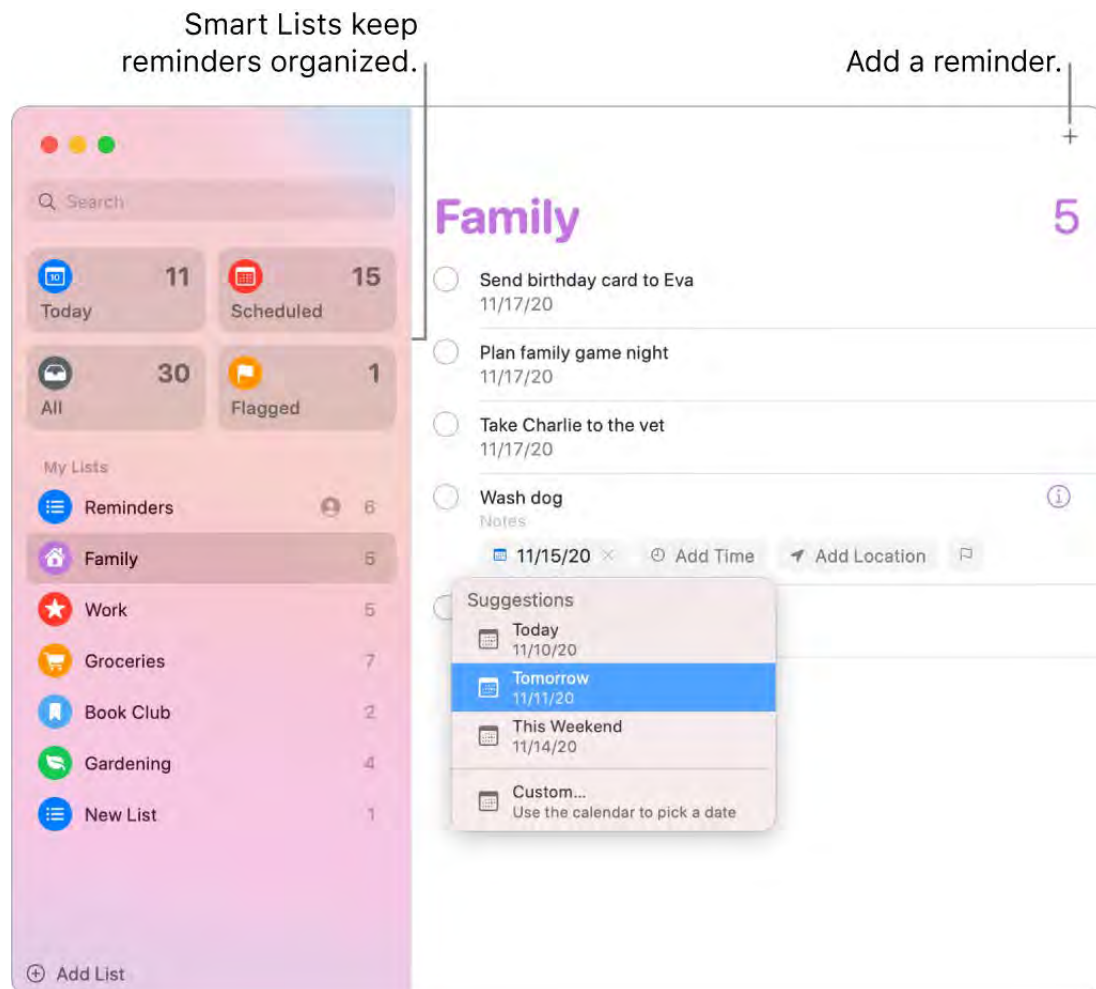 Smart Lists keep
reminders organized.
Add a reminder.
Search
10
11
Today
15
Scheduled
30
All
1
Flagged
My Lists
Reminders 6
Family 5
Work 5
Groceries 7
Book Club 2
Gardening 4
New List 1
Add List
Family 5
Send birthday card to Eva
11/17/20
Plan family game night
11/17/20
Take Charlie to the vet
11/17/20
Wash dog
Notes
11/15/20 Add Time Add Location
Suggestions
Today
11/10/20
Tomorrow
11/11/20
This Weekend
11/14/20
Custom...
Use the calendar to pick a date